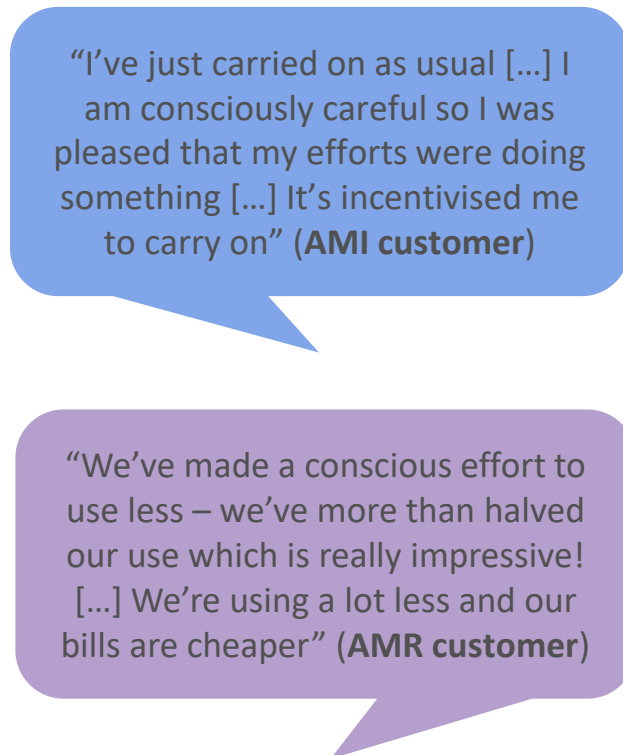 “I’ve just carried on as usual […] I
am consciously careful so I was
pleased that my efforts were doing
something […] It’s incentivised me
to carry on” (AMI customer)
“We’ve made a conscious effort to
use less – we’ve more than halved
our use which is really impressive!
[…] We’re using a lot less and our
bills are cheaper” (AMR customer)